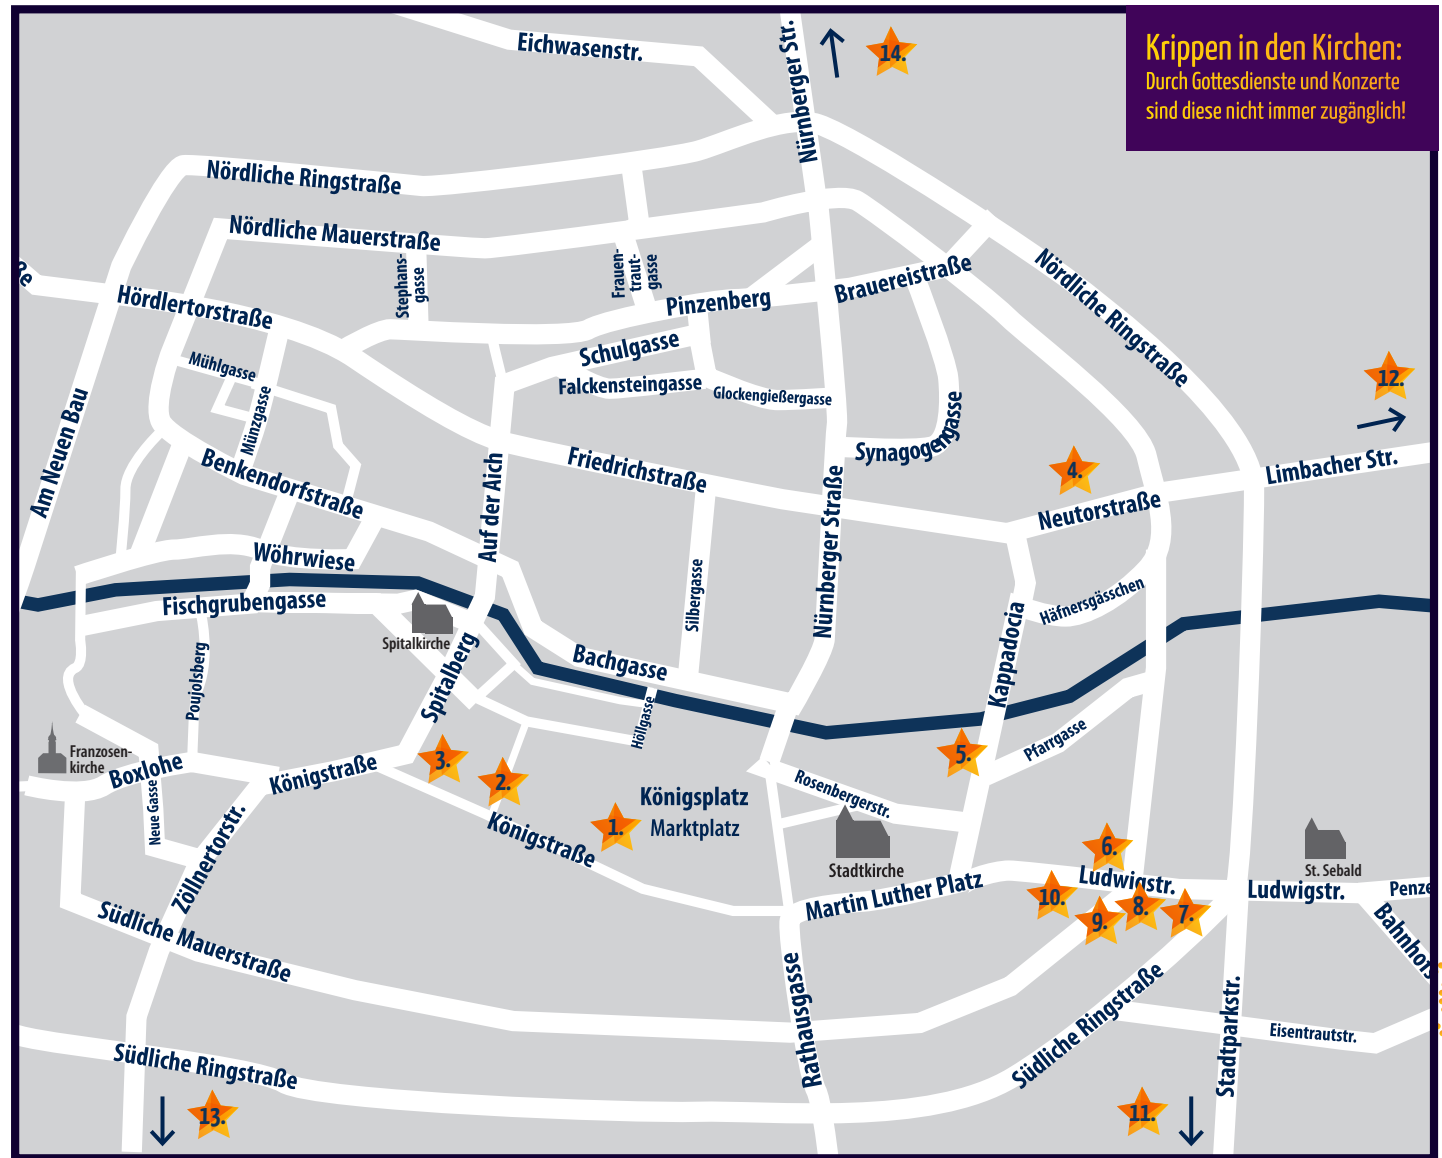 Krippen in den Kirchen:
Durch Gottesdienste und Konzerte
sind diese nicht immer zugänglich!
Eichwasenstr.
Nürnberger Str.
14.
Nördliche Ringstraße
Nördliche Mauerstraße
Stephans-
gasse
Frauen-
traut-
gasse
Pinzenberg
Brauereistraße
Nördliche Ringstraße
ße
Hördlertorstraße
Mühlgasse
Münzgasse
Schulgasse
Falckensteingasse
Glockengießergasse
Synagogengasse
12.
Am Neuen Bau
Benkendorfstraße
Auf der Aich
Friedrichstraße
Nürnberger Straße
4.
Neutorstraße
Limbacher Str.
Wöhrwiese
Fischgrubengasse
Silbergasse
Häfnersgässchen
Kappadocia
Spitalkirche
Poujolsberg
Spitalberg
Bachgasse
Höllgasse
Pfarrgasse
Franzosen-
kirche
Boxlohe
Neue Gasse
Königstraße
3.
2.
5.
Rosenbergerstr.
Königsplatz
Marktplatz
1.
Königstraße
Zöllnertorstr.
Stadtkirche
6.
St. Sebald
Martin Luther Platz
Ludwigstr.
Ludwigstr.
Penze
10.
9.
8.
7.
Bahnhofs
Südliche Mauerstraße
Rathausgasse
Südliche Ringstraße
Stadtparkstr.
Eisentrautstr.
Südliche Ringstraße
13.
11.